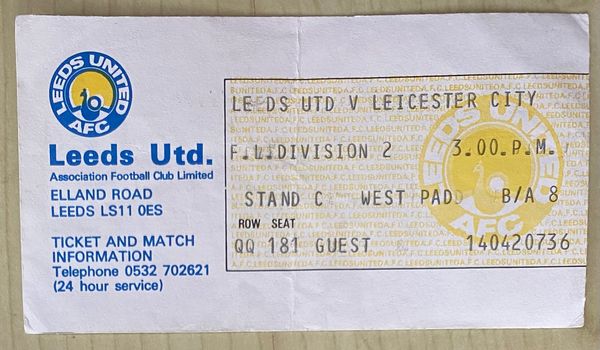 LEEDS UNITED
AFC
Leeds Utd.
Association Football Club Limited
ELLAND ROAD
LEEDS LS11 0ES
TICKET AND MATCH
INFORMATION
Telephone 0532 702621
(24 hour service)
LEEDS UTD V LEICESTER CITY
F.L.DIVISION 2 3.00.P.M.
STAND C WEST PADD B/A 8
ROW SEAT
QQ 181 GUEST 140420736
LEEDS UNITED
AFC